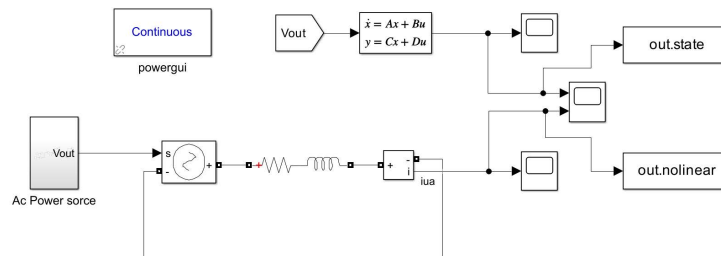 Continuous
powergui
Vout
ẋ = Ax + Bu
y = Cx + Du
out.state
Vout
Ac Power sorce
s
-
+
+
+
-
i
iua
out.nolinear